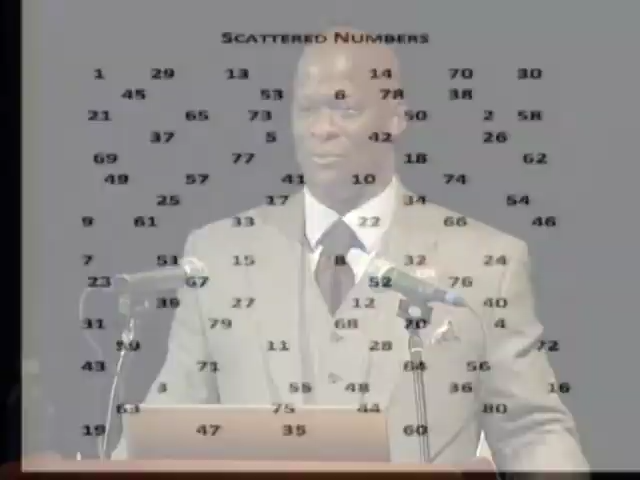 SCATTERED NUMBERS
1 29 13 14 70 30
45 53 6 78 38
21 65 73 50 2 58
37 5 42 26
69 77 18 62
49 57 41 10 74
25 17 34 54
9 61 33 22 66 46
7 51 15 8 32 24
23 67 52 76
39 27 12 40
31 79 68 20 4
59 11 28 72
43 71 64 56
3 55 48 36 16
63 75 44 80
19 47 35 60